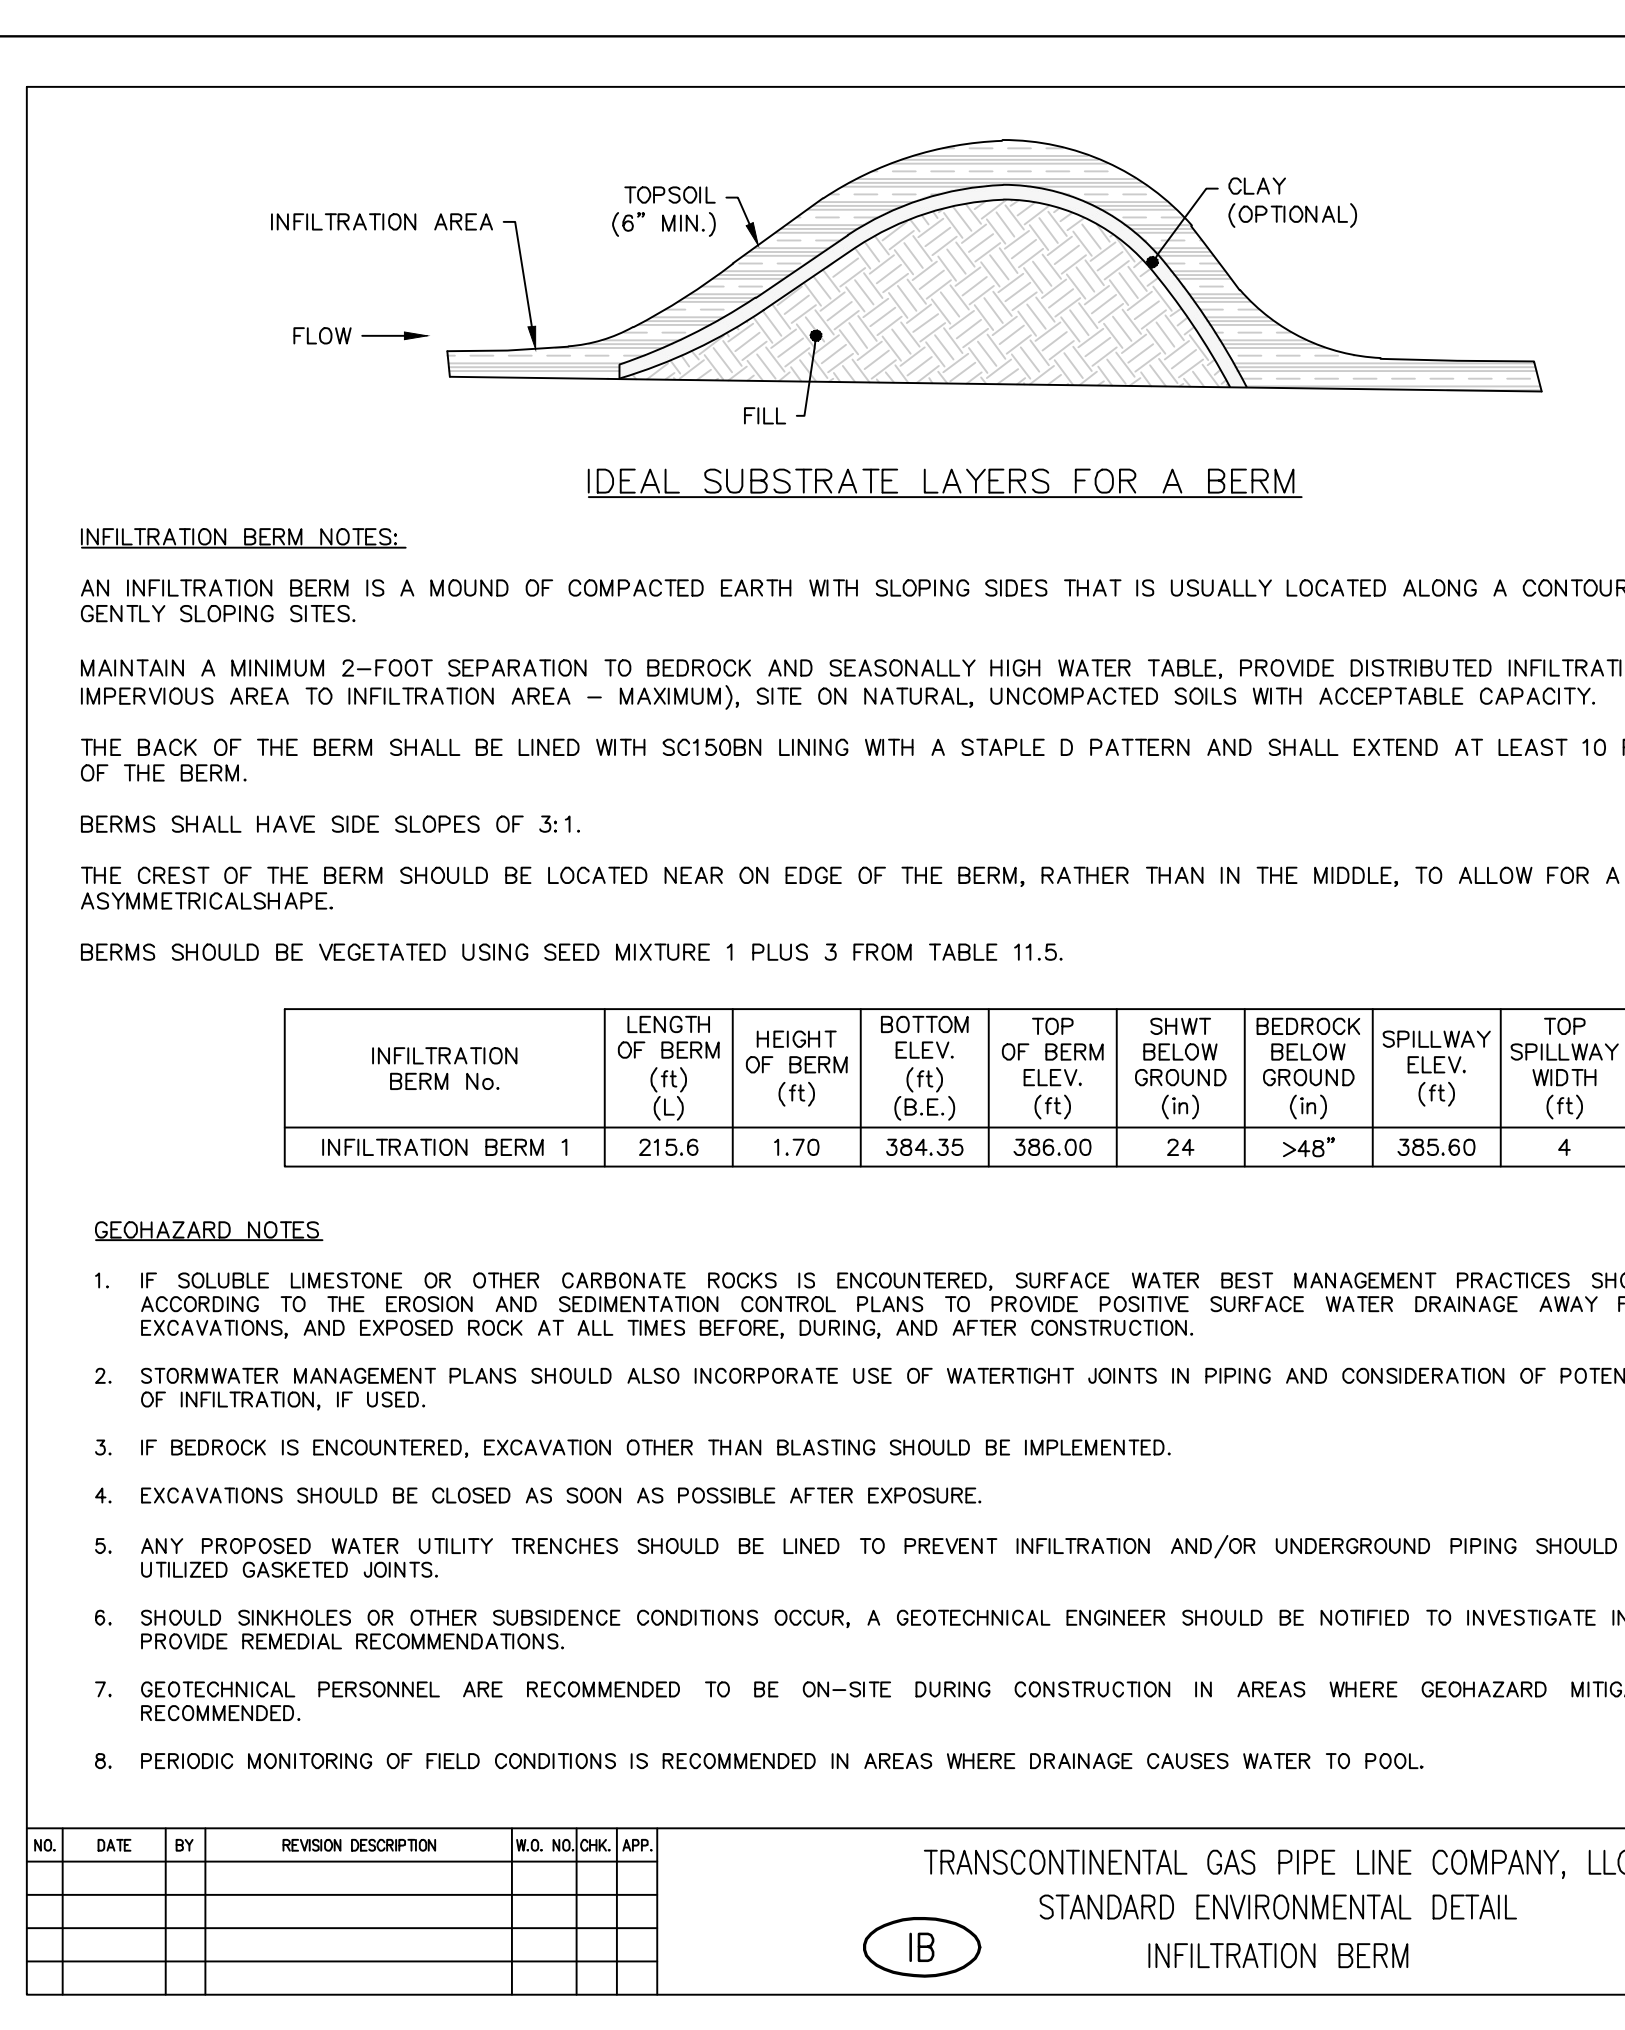 TOPSOIL
(6" MIN.)
CLAY
(OPTIONAL)
INFILTRATION AREA
FLOW
FILL
IDEAL SUBSTRATE LAYERS FOR A BERM
INFILTRATION BERM NOTES:
AN INFILTRATION BERM IS A MOUND OF COMPACTED EARTH WITH SLOPING SIDES THAT IS USUALLY LOCATED ALONG A CONTOUR
GENTLY SLOPING SITES.
MAINTAIN A MINIMUM 2-FOOT SEPARATION TO BEDROCK AND SEASONALLY HIGH WATER TABLE, PROVIDE DISTRIBUTED INFILTRATI
IMPERVIOUS AREA TO INFILTRATION AREA - MAXIMUM), SITE ON NATURAL, UNCOMPACTED SOILS WITH ACCEPTABLE CAPACITY.
THE BACK OF THE BERM SHALL BE LINED WITH SC150BN LINING WITH A STAPLE D PATTERN AND SHALL EXTEND AT LEAST 10
OF THE BERM.
BERMS SHALL HAVE SIDE SLOPES OF 3:1.
THE CREST OF THE BERM SHOULD BE LOCATED NEAR ON EDGE OF THE BERM, RATHER THAN IN THE MIDDLE, TO ALLOW FOR A
ASYMMETRICALSHAPE.
BERMS SHOULD BE VEGETATED USING SEED MIXTURE 1 PLUS 3 FROM TABLE 11.5.
INFILTRATION BERM No. LENGTH OF BERM (ft) (L) HEIGHT OF BERM (ft) BOTTOM ELEV. (ft) (B.E.) TOP OF BERM ELEV. (ft) SHWT BELOW GROUND (in) BEDROCK BELOW GROUND (in) SPILLWAY ELEV. (ft) TOP SPILLWAY WIDTH (ft)
INFILTRATION BERM 1 215.6 1.70 384.35 386.00 24 >48" 385.60 4
GEOHAZARD NOTES
1. IF SOLUBLE LIMESTONE OR OTHER CARBONATE ROCKS IS ENCOUNTERED, SURFACE WATER BEST MANAGEMENT PRACTICES SHO
ACCORDING TO THE EROSION AND SEDIMENTATION CONTROL PLANS TO PROVIDE POSITIVE SURFACE WATER DRAINAGE AWAY F
EXCAVATIONS, AND EXPOSED ROCK AT ALL TIMES BEFORE, DURING, AND AFTER CONSTRUCTION.
2. STORMWATER MANAGEMENT PLANS SHOULD ALSO INCORPORATE USE OF WATERTIGHT JOINTS IN PIPING AND CONSIDERATION OF POTEN
OF INFILTRATION, IF USED.
3. IF BEDROCK IS ENCOUNTERED, EXCAVATION OTHER THAN BLASTING SHOULD BE IMPLEMENTED.
4. EXCAVATIONS SHOULD BE CLOSED AS SOON AS POSSIBLE AFTER EXPOSURE.
5. ANY PROPOSED WATER UTILITY TRENCHES SHOULD BE LINED TO PREVENT INFILTRATION AND/OR UNDERGROUND PIPING SHOULD
UTILIZED GASKETED JOINTS.
6. SHOULD SINKHOLES OR OTHER SUBSIDENCE CONDITIONS OCCUR, A GEOTECHNICAL ENGINEER SHOULD BE NOTIFIED TO INVESTIGATE IN
PROVIDE REMEDIAL RECOMMENDATIONS.
7. GEOTECHNICAL PERSONNEL ARE RECOMMENDED TO BE ON-SITE DURING CONSTRUCTION IN AREAS WHERE GEOHAZARD MITIG
RECOMMENDED.
8. PERIODIC MONITORING OF FIELD CONDITIONS IS RECOMMENDED IN AREAS WHERE DRAINAGE CAUSES WATER TO POOL.
NO. DATE BY REVISION DESCRIPTION W.O. NO. CHK. APP.
TRANSCONTINENTAL GAS PIPE LINE COMPANY, LLC
STANDARD ENVIRONMENTAL DETAIL
IB
INFILTRATION BERM